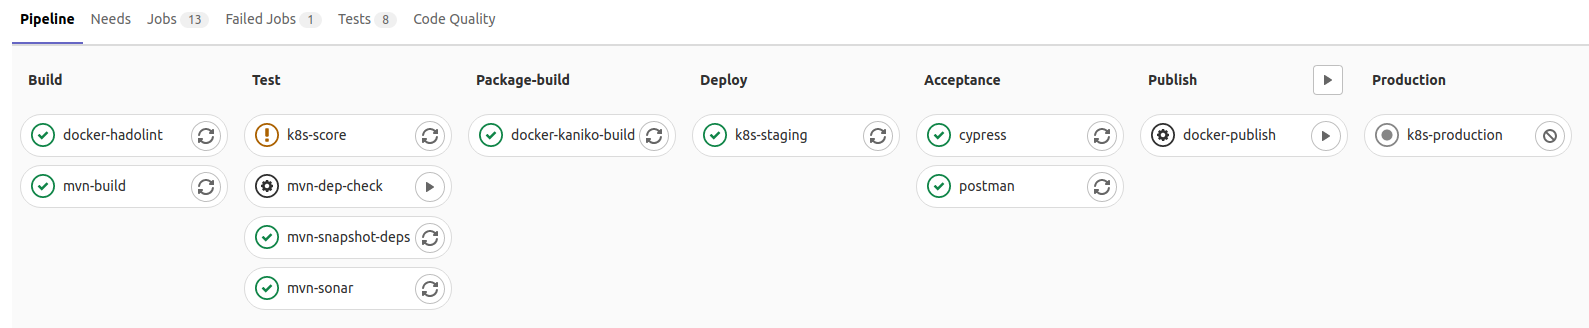 Pipeline Needs Jobs 13 Failed Jobs 1 Tests 8 Code Quality
Build Test Package-build Deploy Acceptance Publish Production
docker-hadolint k8s-score docker-kaniko-build k8s-staging cypress docker-publish k8s-production
mvn-build mvn-dep-check postman
mvn-snapshot-deps
mvn-sonar